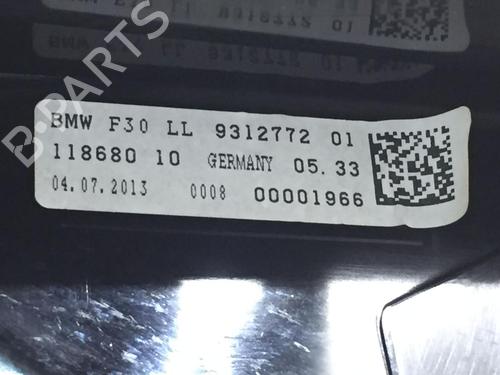 BMW F30 LL 9312772 01
118680 10 GERMANY 05.33
04.07.2013 0008 00001966
B-PARTS